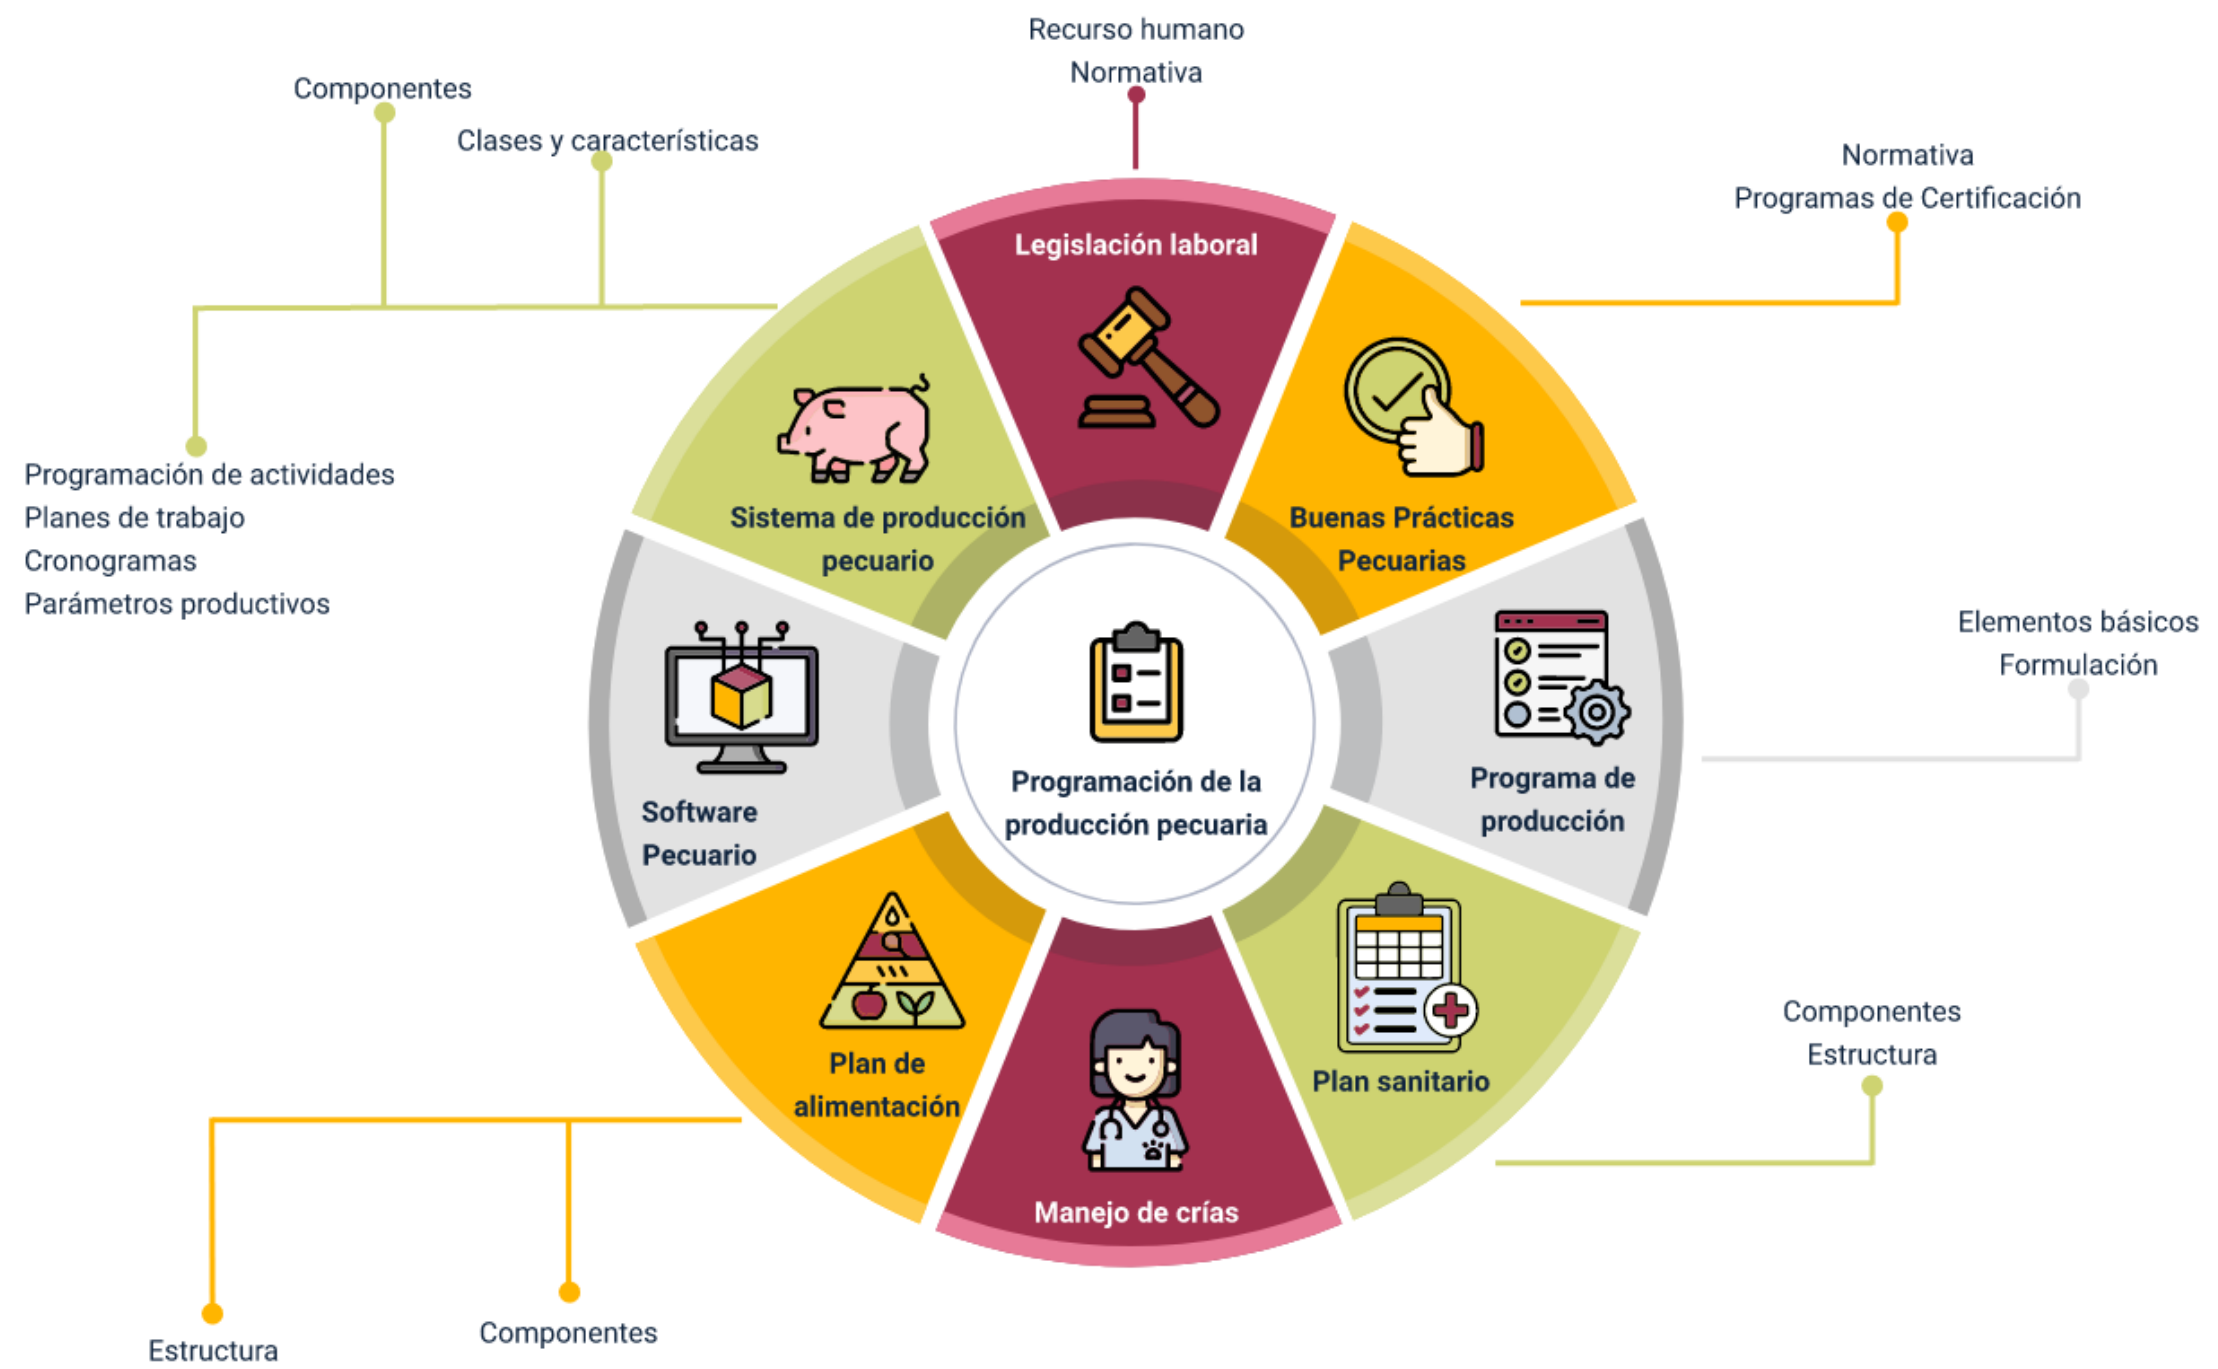 Recurso humano
Normativa
Componentes
Clases y características
Normativa
Programas de Certificación
Legislación laboral
Programación de actividades
Planes de trabajo
Cronogramas
Parámetros productivos
Sistema de producción
pecuario
Buenas Prácticas
Pecuarias
Elementos básicos
Formulación
Software
Pecuario
Programación de la
producción pecuaria
Programa de
producción
Plan de
alimentación
Plan sanitario
Componentes
Estructura
Manejo de crías
Componentes
Estructura